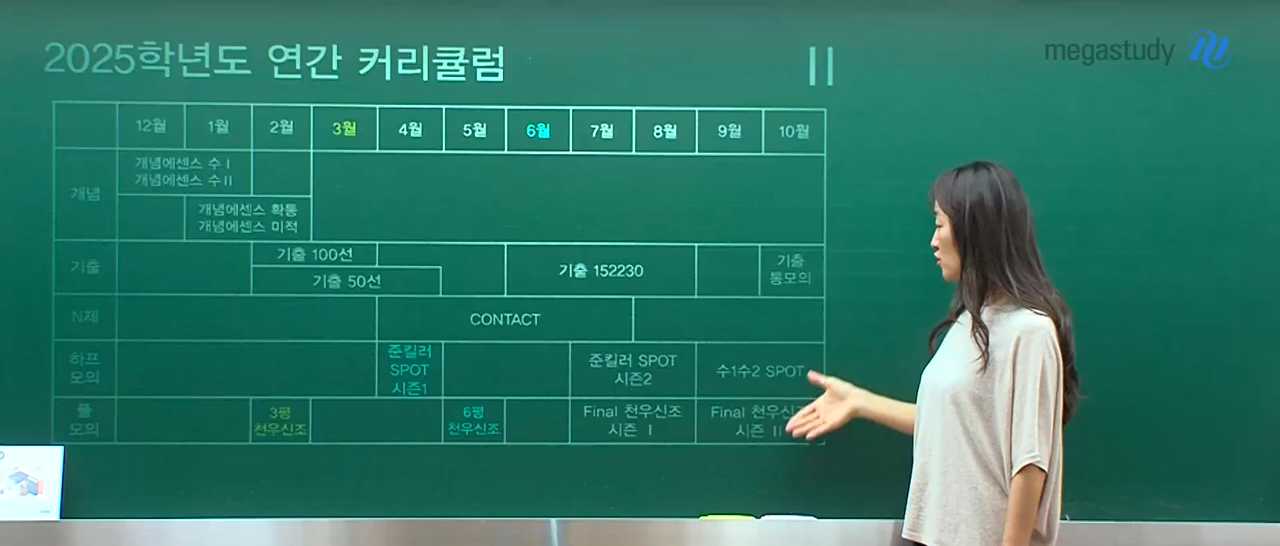 2025학년도 연간 커리큘럼
megastudy
12월 1월 2월 3월 4월 5월 6월 7월 8월 9월 10월
개념
개념에센스 수Ⅰ
개념에센스 수Ⅱ
개념에센스 확통
개념에센스 미적
기출
기출 100선
기출 50선
기출 152230
기출
통모의
N제
CONTACT
하프
모의
준킬러
SPOT
시즌1
준킬러 SPOT
시즌2
수1수2 SPOT
풀
모의
3평
천우신조
6평
천우신조
Final 천우신조
시즌 Ⅰ
Final 천우신
시즌 Ⅱ